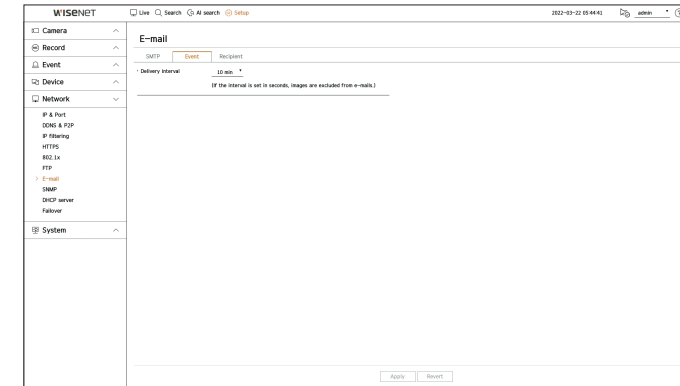 WISENET
Live Search AI search Setup
2022-03-22 05:44:41 admin
Camera
Record
Event
Device
Network
IP & Port
DDNS & P2P
IP filtering
HTTPS
802.1x
FTP
E-mail
SNMP
DHCP server
Failover
System
E-mail
SMTP Event Recipient
Delivery Interval 10 min
(If the interval is set in seconds, images are excluded from e-mails.)
Apply Revert